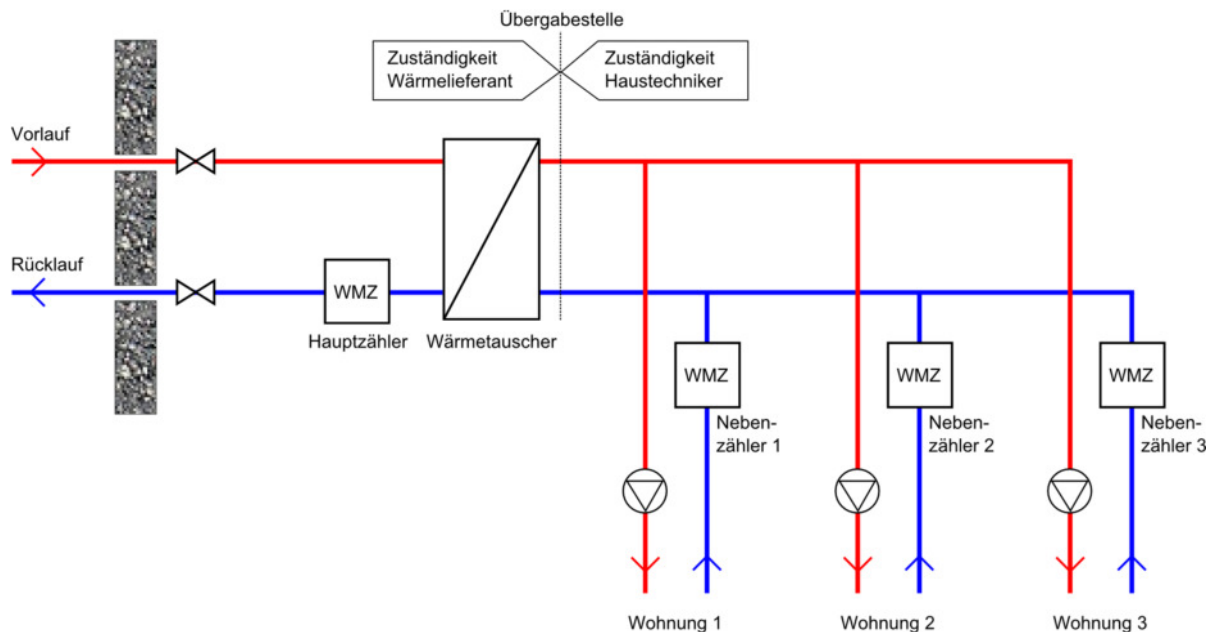 Übergabestelle
Zuständigkeit
Wärmelieferant
Zuständigkeit
Haustechniker
Vorlauf
Rücklauf
WMZ
Hauptzähler
Wärmetauscher
WMZ
Neben-
zähler 1
WMZ
Neben-
zähler 2
WMZ
Neben-
zähler 3
Wohnung 1
Wohnung 2
Wohnung 3